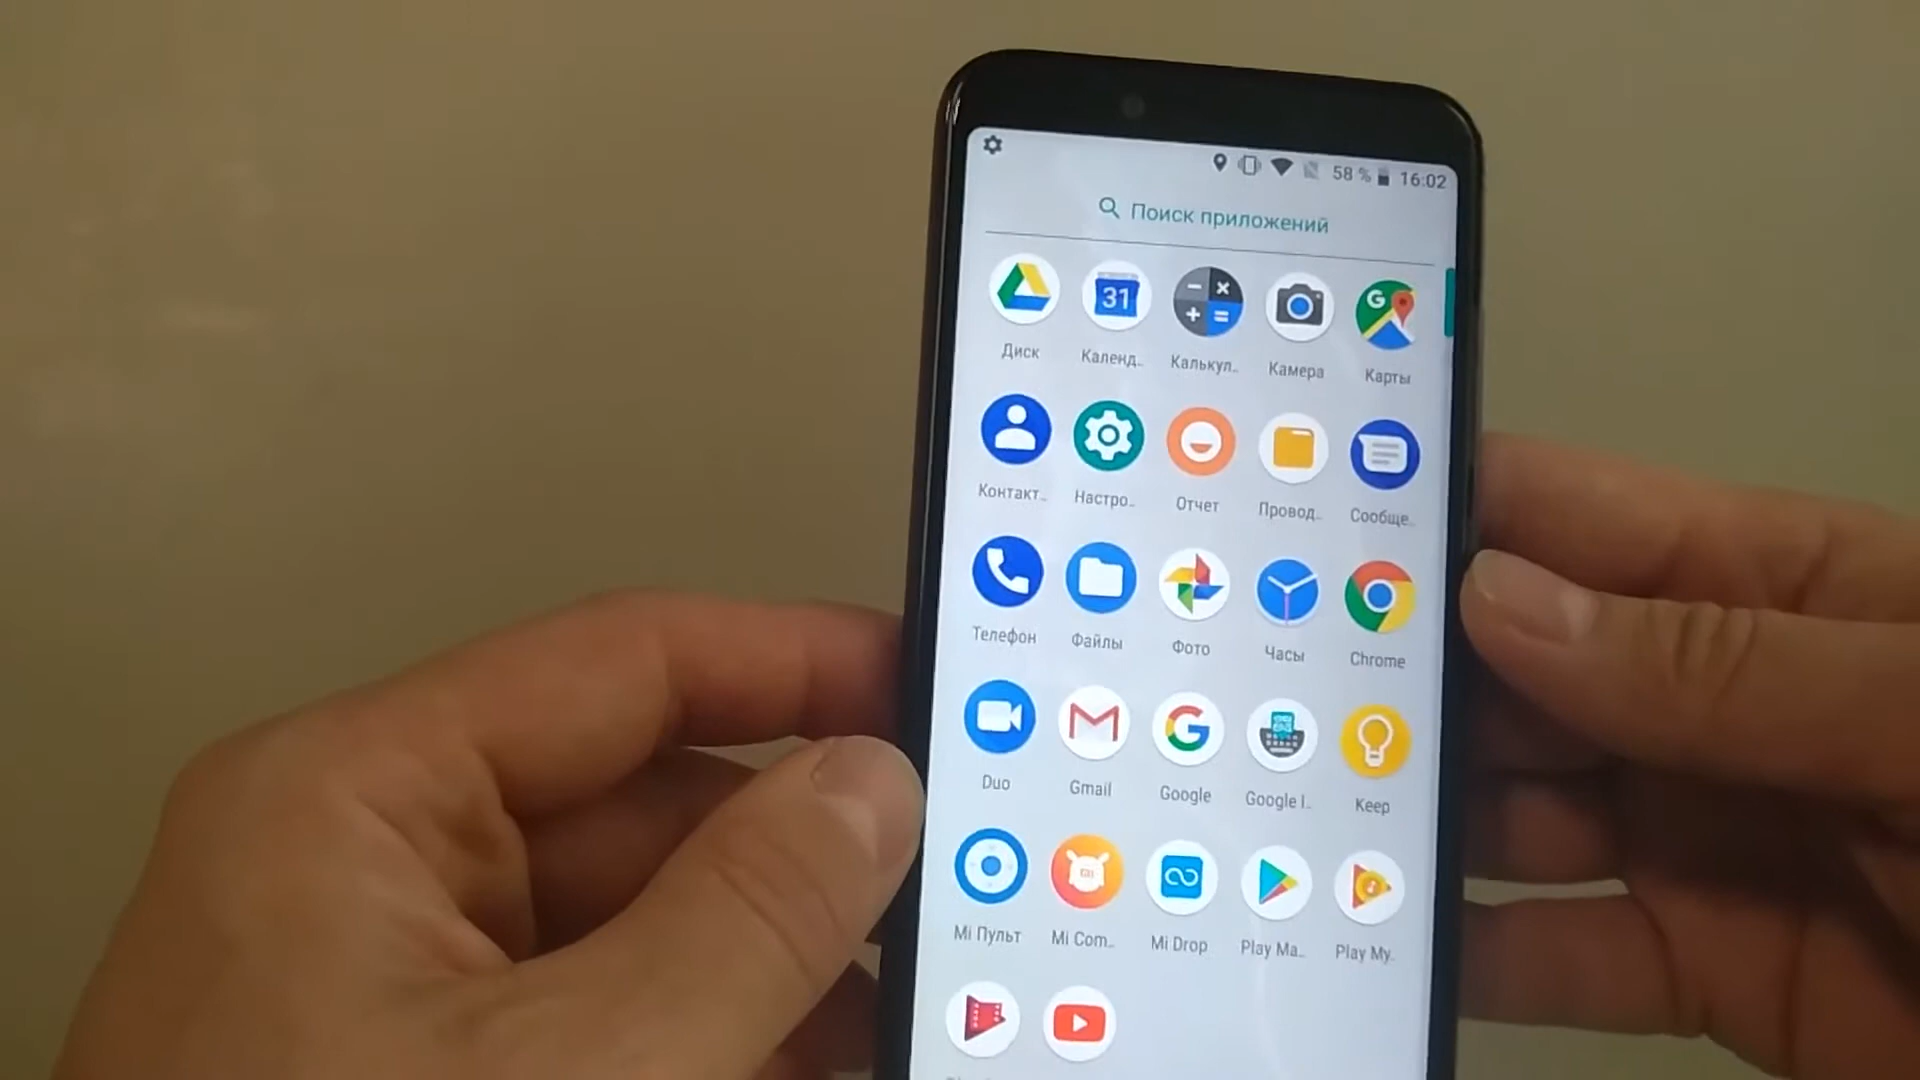 58 % 16:02
Поиск приложений
31
Диск Календ.. Калькул.. Камера Карты
Контакт.. Настро.. Отчет Провод.. Сообще..
Телефон Файлы Фото Часы Chrome
Duo Gmail Google Google I.. Keep
Mi Пульт Mi Com.. Mi Drop Play Ma.. Play My..